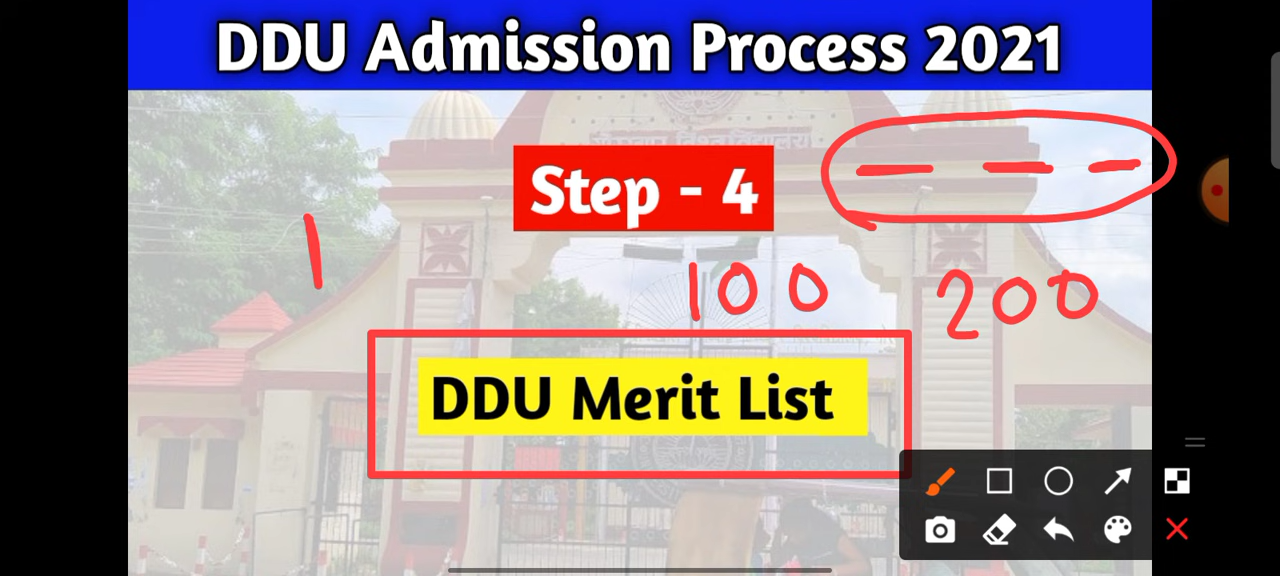 DDU Admission Process 2021
Step - 4
1
100
200
DDU Merit List